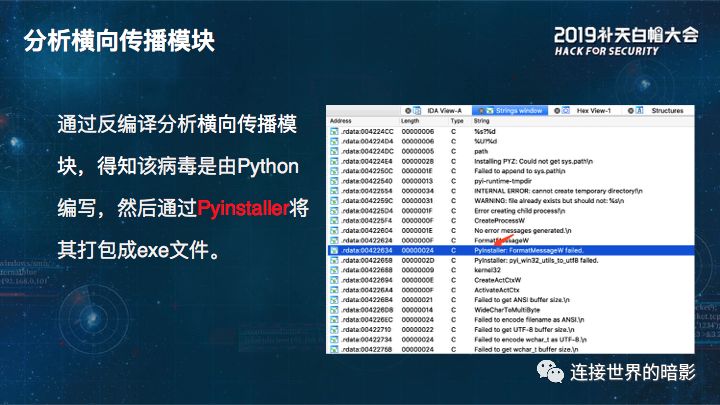 分析横向传播模块
2019补天白帽大会
HACK FOR SECURITY
通过反编译分析横向传播模
块，得知该病毒是由Python
编写，然后通过Pyinstaller将
其打包成exe文件。
IDA View-A Strings window Hex View-1 Structures
Address Length Type String
.rdata:004224CC 00000006 C %s?%d
.rdata:004224D4 00000006 C %U?%d
.rdata:004224DC 00000005 C path
.rdata:004224E4 00000028 C Installing PYZ: Could not get sys.path\n
.rdata:0042250C 0000001E C Failed to append to sys.path\n
.rdata:00422540 00000013 C pyi-runtime-tmpdir
.rdata:00422554 00000034 C INTERNAL ERROR: cannot create temporary directory!\n
.rdata:00422590 00000031 C WARNING: file already exists but should not: %s\n
.rdata:004225D4 0000001F C Error creating child process!\n
.rdata:004225F4 0000000F C CreateProcessW
.rdata:00422604 0000001E C No error messages generated.\n
.rdata:00422624 0000000F C FormatMessageW
.rdata:00422634 00000024 C PyInstaller: FormatMessageW failed.
.rdata:00422658 0000002D C PyInstaller: pyi_win32_utils_to_utf8 failed.
.rdata:00422688 00000009 C kernel32
.rdata:00422694 0000000E C CreateActCtxW
.rdata:004226A4 0000000F C ActivateActCtx
.rdata:004226B4 00000021 C Failed to get ANSI buffer size.\n
.rdata:004226D8 00000014 C WideCharToMultiByte
.rdata:004226EC 00000024 C Failed to encode filename as ANSI.\n
.rdata:00422710 00000022 C Failed to get UTF-8 buffer size.\n
.rdata:00422734 00000024 C Failed to encode wchar_t as UTF-8.\n
.rdata:00422758 00000024 C Failed to get wchar_t buffer size.\n
连接世界的暗影